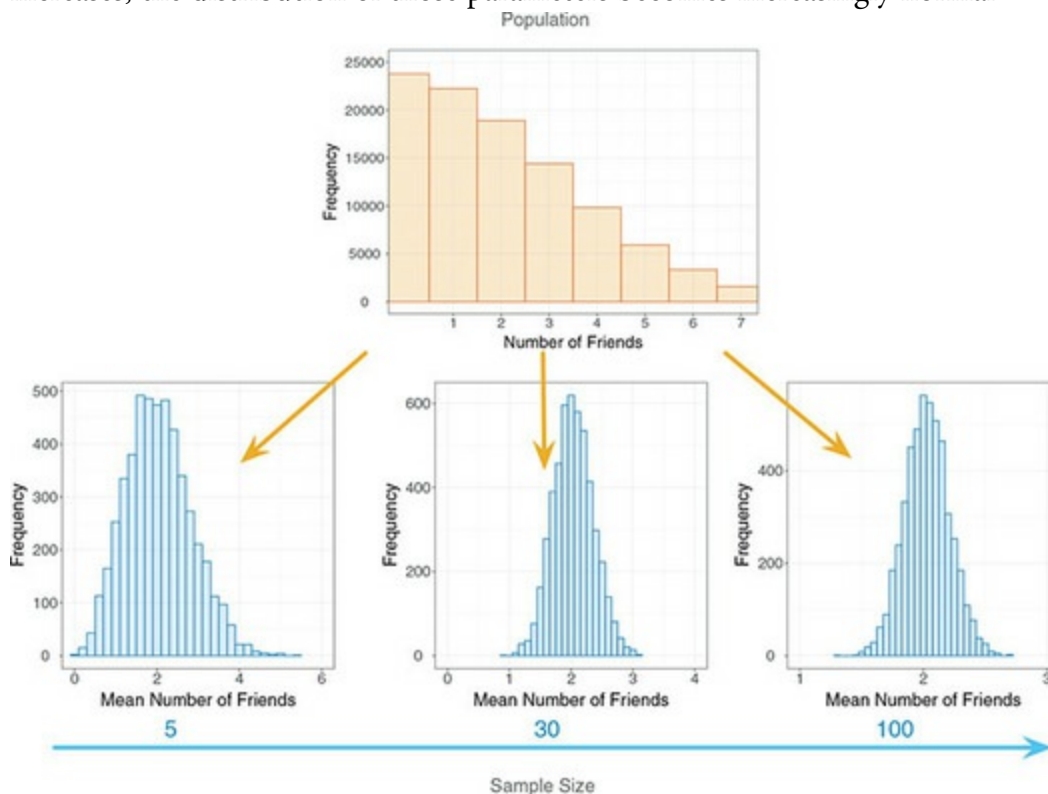 Population
25000
20000
15000
10000
5000
0
Frequency
1 2 3 4 5 6 7
Number of Friends
500
400
300
200
100
0
Frequency
0 2 4 6
Mean Number of Friends
5
600
400
200
0
Frequency
0 1 2 3 4
Mean Number of Friends
30
400
200
0
Frequency
1 2 3
Mean Number of Friends
100
Sample Size